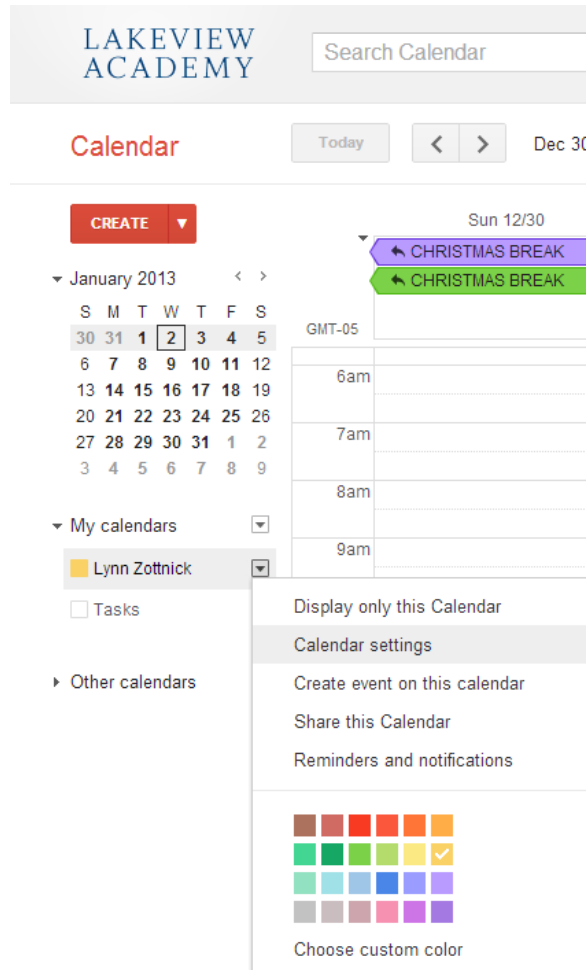 LAKEVIEW
ACADEMY
Search Calendar
Calendar
Today
Dec 30
CREATE
Sun 12/30
CHRISTMAS BREAK
CHRISTMAS BREAK
GMT-05
January 2013
S M T W T F S
30 31 1 2 3 4 5
6 7 8 9 10 11 12
13 14 15 16 17 18 19
20 21 22 23 24 25 26
27 28 29 30 31 1 2
3 4 5 6 7 8 9
6am
7am
8am
9am
My calendars
Lynn Zottnick
Tasks
Other calendars
Display only this Calendar
Calendar settings
Create event on this calendar
Share this Calendar
Reminders and notifications
Choose custom color